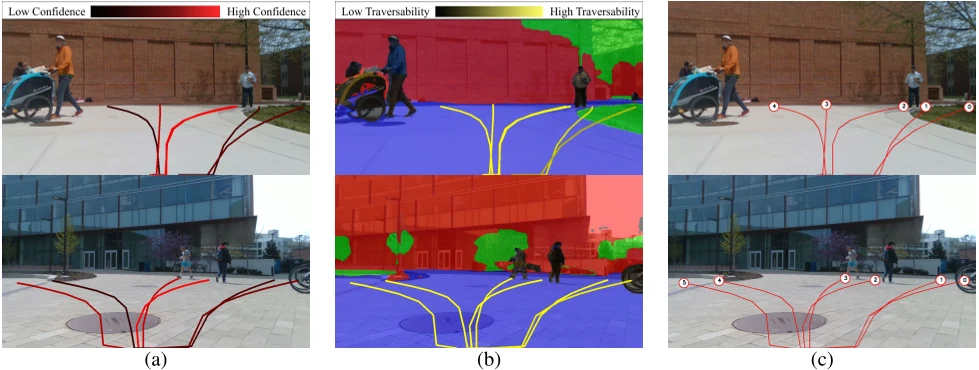 Low Confidence High Confidence
Low Traversability High Traversability
4 3 2 1 0
5 4 3 2 1 0
(a) (b) (c)